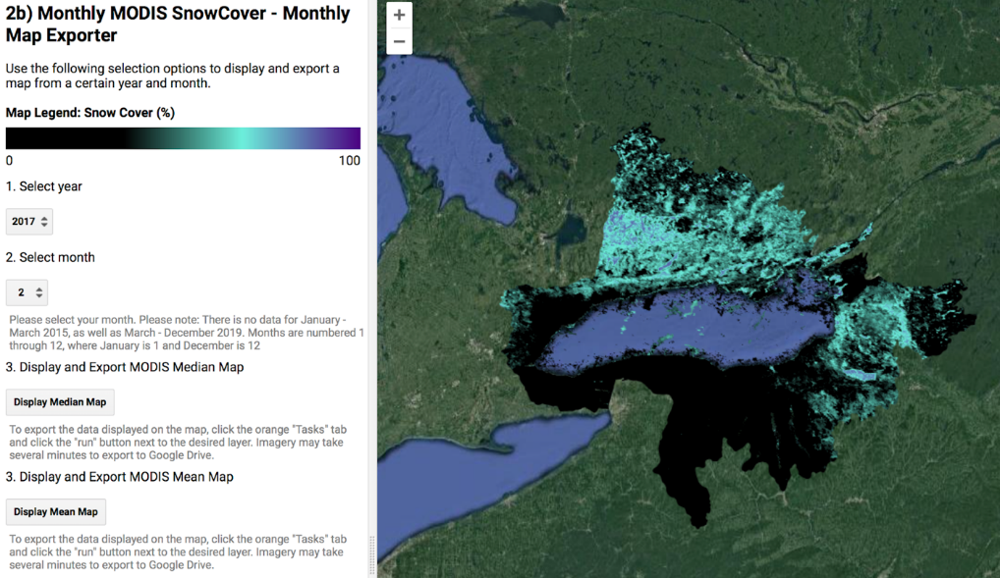 2b) Monthly MODIS SnowCover - Monthly
Map Exporter
Use the following selection options to display and export a
map from a certain year and month.
Map Legend: Snow Cover (%)
0 100
1. Select year
2017
2. Select month
2
Please select your month. Please note: There is no data for January -
March 2015, as well as March - December 2019. Months are numbered 1
through 12, where January is 1 and December is 12
3. Display and Export MODIS Median Map
Display Median Map
To export the data displayed on the map, click the orange "Tasks" tab
and click the "run" button next to the desired layer. Imagery may take
several minutes to export to Google Drive.
3. Display and Export MODIS Mean Map
Display Mean Map
To export the data displayed on the map, click the orange "Tasks" tab
and click the "run" button next to the desired layer. Imagery may take
several minutes to export to Google Drive.
+
−